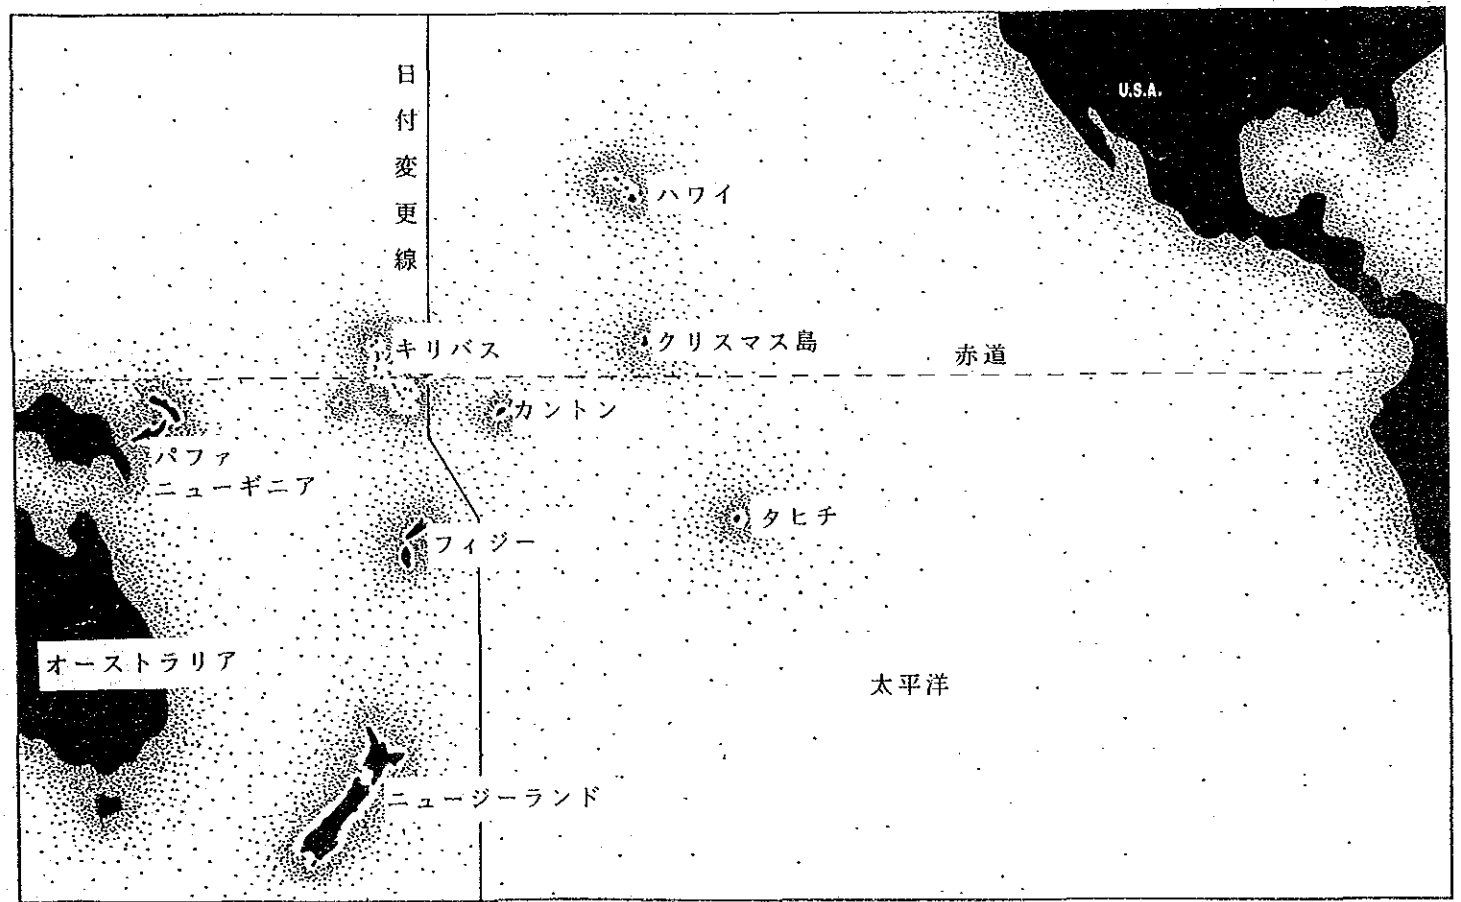 日付変更線
U.S.A.
ハワイ
キリバス
クリスマス島
赤道
カントン
パファ
ニューギニア
タヒチ
フィジー
オーストラリア
太平洋
ニュージーランド